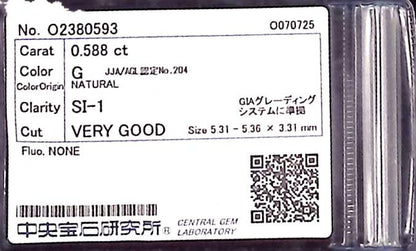 No. O2380593 O070725
Carat 0.588 ct
Color G JJA/AGL認定No.204
ColorOrigin NATURAL
Clarity SI-1 GIAグレーディング
システムに準拠
Cut VERY GOOD Size 5.31 - 5.36 × 3.31 mm
Fluo. NONE
中央宝石研究所® CENTRAL GEM
LABORATORY